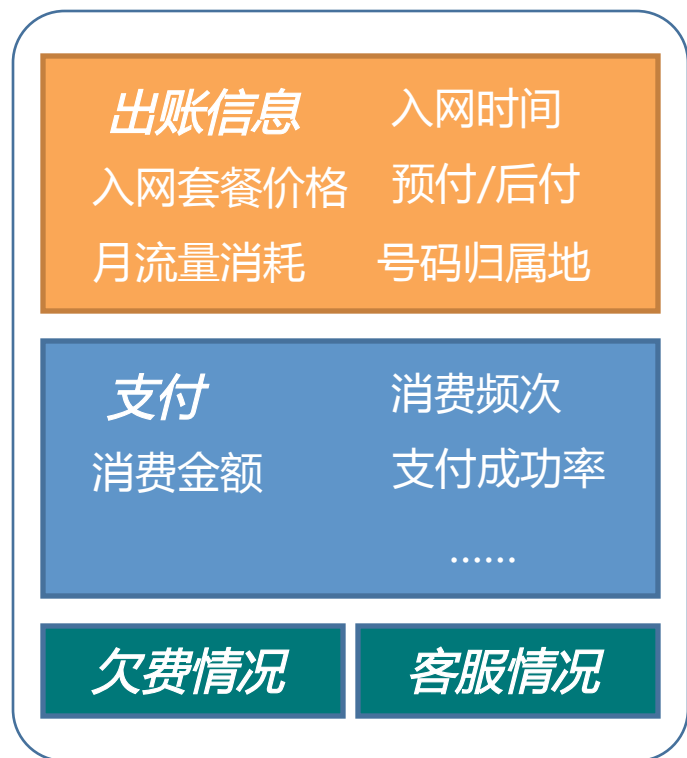 出账信息 入网时间
入网套餐价格 预付/后付
月流量消耗 号码归属地
支付 消费频次
消费金额 支付成功率
……
欠费情况 客服情况